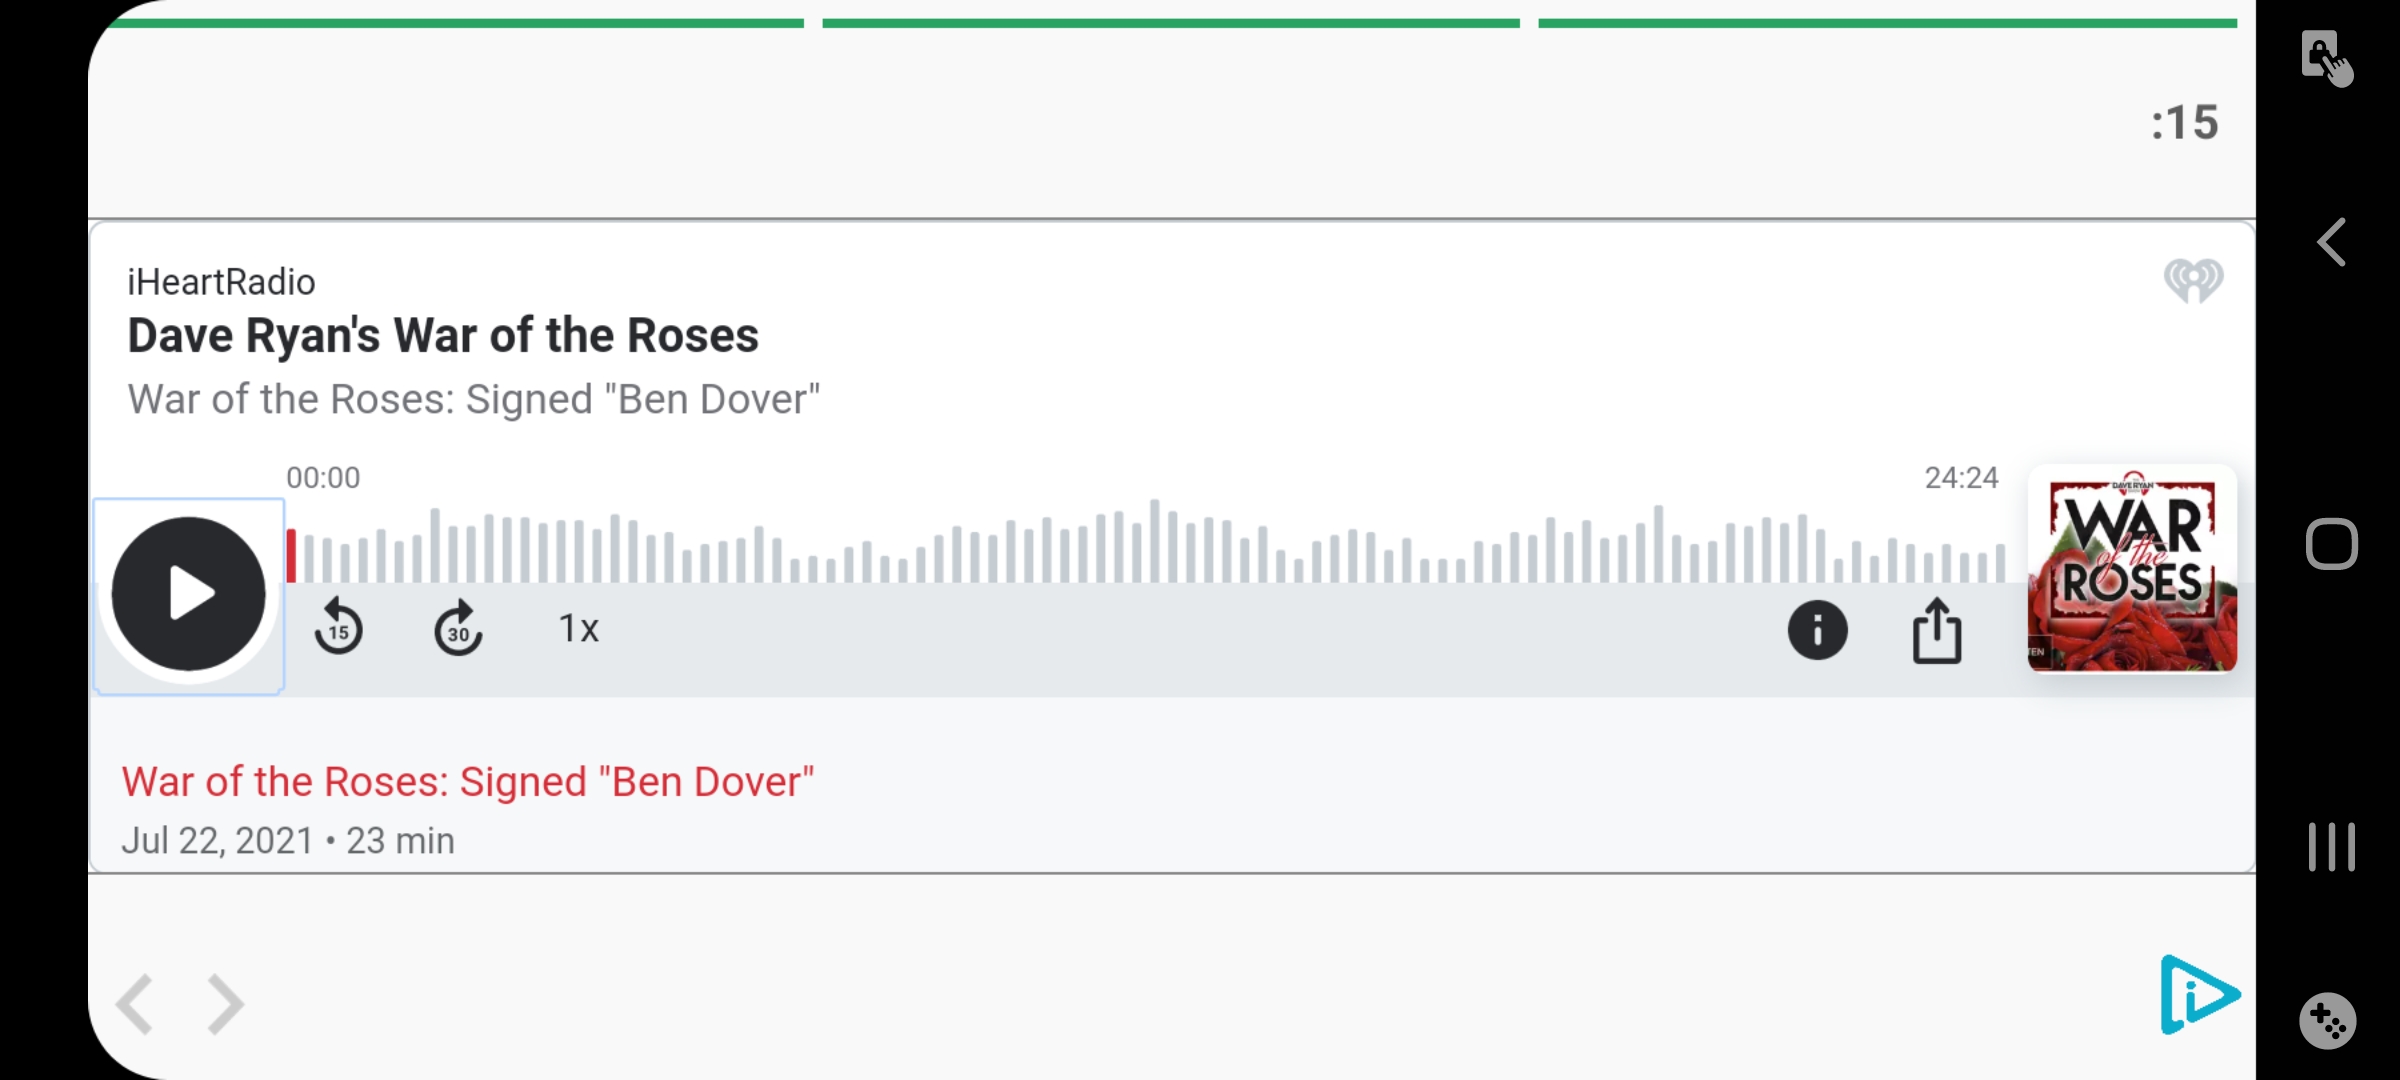 :15
iHeartRadio
Dave Ryan's War of the Roses
War of the Roses: Signed "Ben Dover"
00:00
24:24
DAVE RYAN
WAR
of the
ROSES
TEN
15
30
1x
War of the Roses: Signed "Ben Dover"
Jul 22, 2021 • 23 min